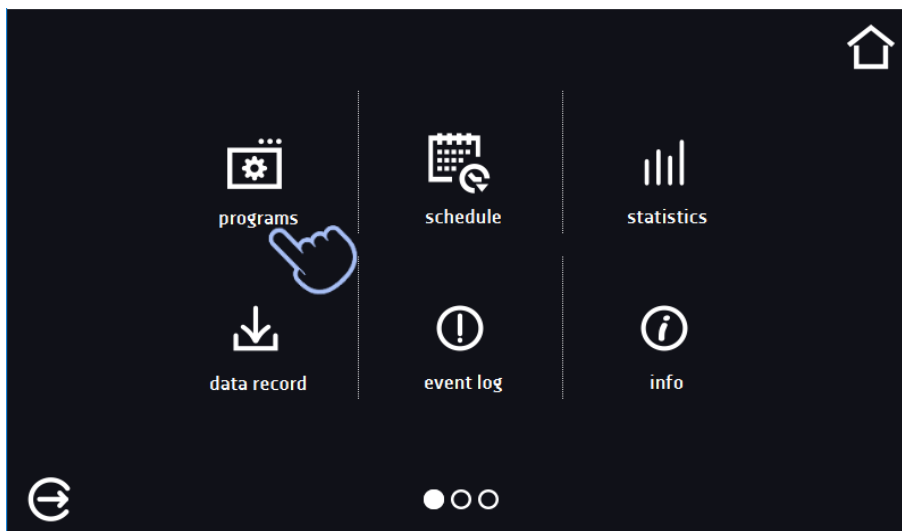 programs
schedule
statistics
data record
event log
info